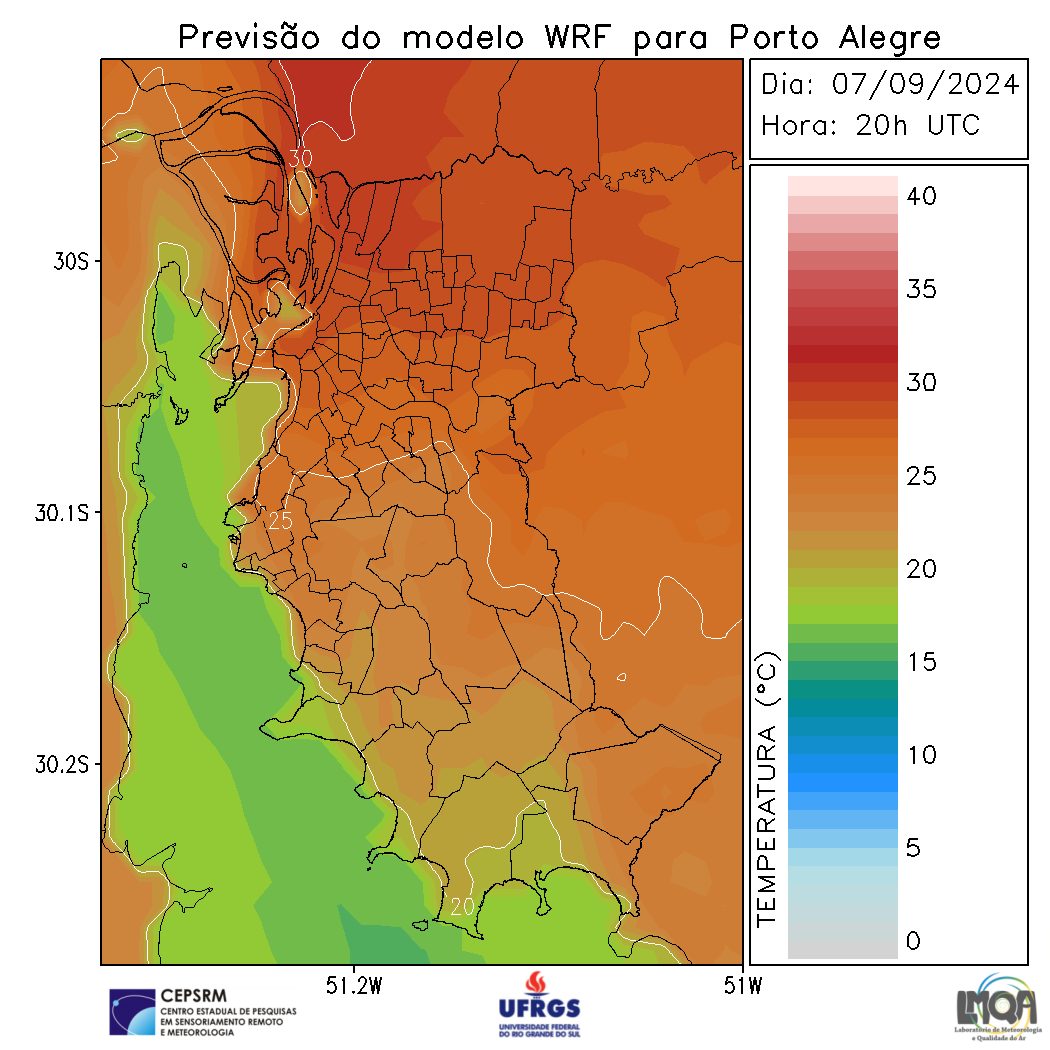 Previsão do modelo WRF para Porto Alegre
Dia: 07/09/2024
Hora: 20h UTC
30
25
20
30S
30.1S
30.2S
51.2W
51W
TEMPERATURA (°C)
40
35
30
25
20
15
10
5
0
CEPSRM
CENTRO ESTADUAL DE PESQUISAS
EM SENSORIAMENTO REMOTO
E METEOROLOGIA
UFRGS
UNIVERSIDADE FEDERAL
DO RIO GRANDE DO SUL
LMQA
Laboratório de Meteorologia
e Qualidade do Ar